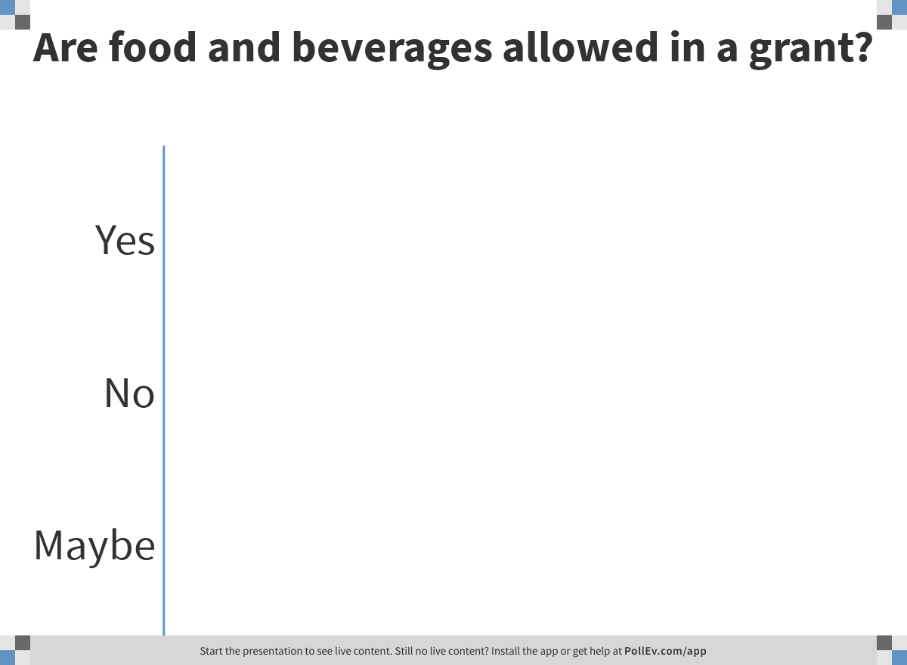 Are food and beverages allowed in a grant?
Yes
No
Maybe
Start the presentation to see live content. Still no live content? Install the app or get help at PollEv.com/app